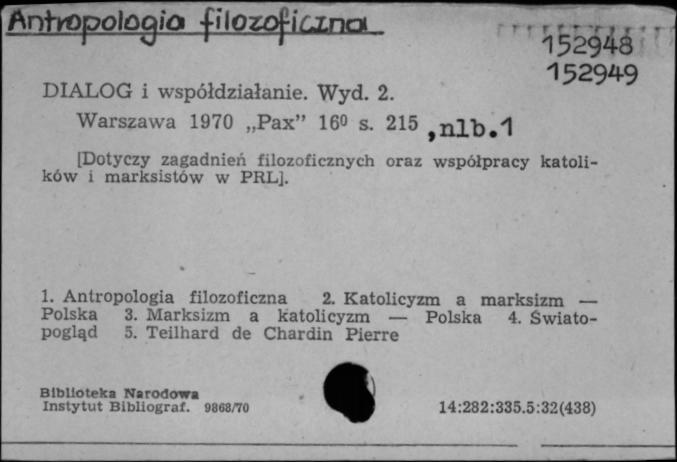 Antropologia filozoficzna
152948
152949
DIALOG i współdziałanie. Wyd. 2.
Warszawa 1970 „Pax” 16⁰ s. 215 , nlb. 1
[Dotyczy zagadnień filozoficznych oraz współpracy katoli-
ków i marksistów w PRL].
1. Antropologia filozoficzna 2. Katolicyzm a marksizm —
Polska 3. Marksizm a katolicyzm — Polska 4. Świato-
pogląd 5. Teilhard de Chardin Pierre
Biblioteka Narodowa
Instytut Bibliograf. 9868/70
14:282:335.5:32(438)